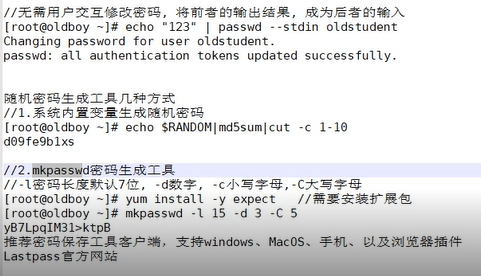 //无需用户交互修改密码, 将前者的输出结果, 成为后者的输入
[root@oldboy ~]# echo "123" | passwd --stdin oldstudent
Changing password for user oldstudent.
passwd: all authentication tokens updated successfully.
随机密码生成工具几种方式
//1.系统内置变量生成随机密码
[root@oldboy ~]# echo $RANDOM|md5sum|cut -c 1-10
d09fe9b1xs
//2.mkpasswd密码生成工具
//-l密码长度默认7位, -d数字, -c小写字母,-C大写字母
[root@oldboy ~]# yum install -y expect //需要安装扩展包
[root@oldboy ~]# mkpasswd -l 15 -d 3 -C 5
yB7LpqIM31>ktpB
推荐密码保存工具客户端, 支持windows、MacOS、手机、以及浏览器插件
Lastpass官方网站